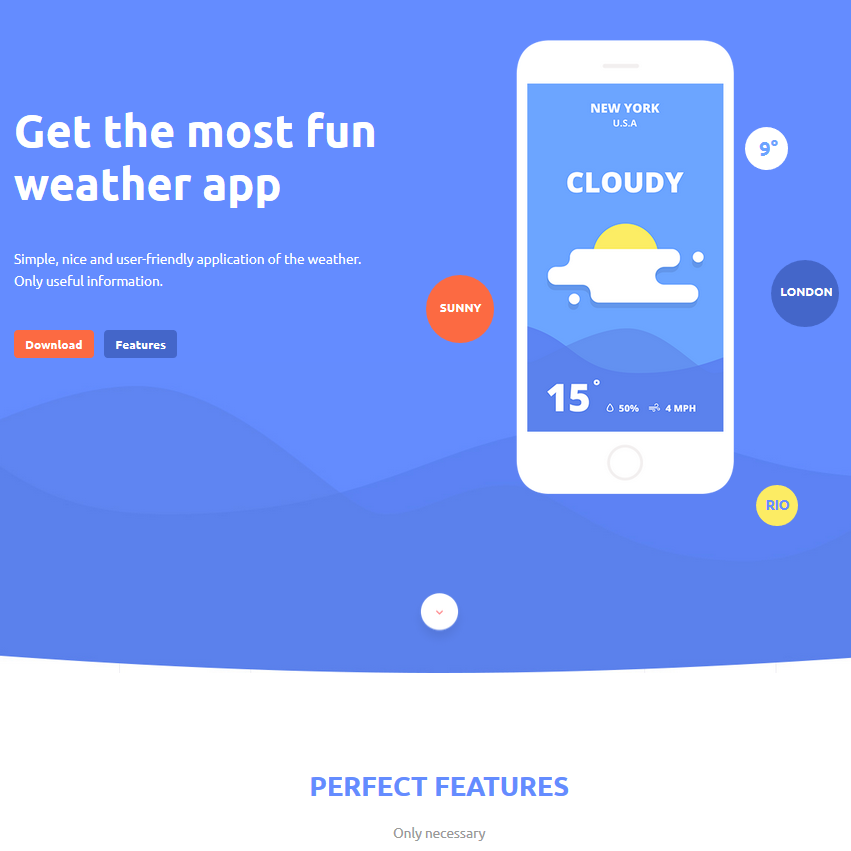 Get the most fun
weather app
Simple, nice and user-friendly application of the weather.
Only useful information.
Download
Features
SUNNY
NEW YORK
U.S.A
CLOUDY
15°
50%
4 MPH
9°
LONDON
RIO
PERFECT FEATURES
Only necessary